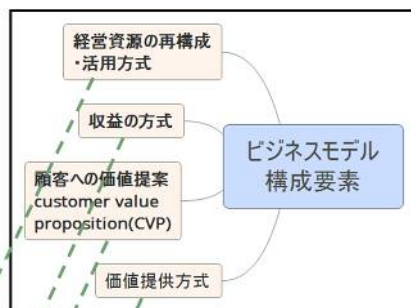 経営資源の再構成
・活用方式
収益の方式
顧客への価値提案
customer value
proposition(CVP)
価値提供方式
ビジネスモデル
構成要素